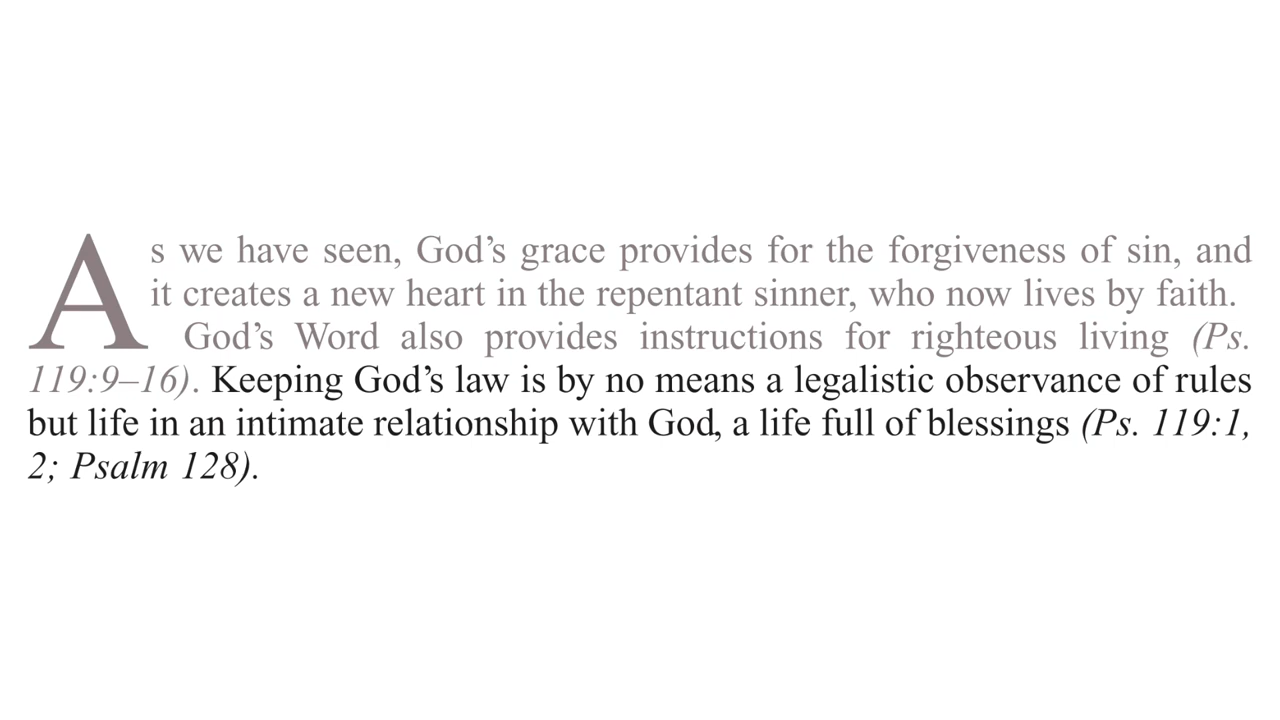 As we have seen, God’s grace provides for the forgiveness of sin, and
it creates a new heart in the repentant sinner, who now lives by faith.
God’s Word also provides instructions for righteous living (Ps.
119:9–16). Keeping God’s law is by no means a legalistic observance of rules
but life in an intimate relationship with God, a life full of blessings (Ps. 119:1,
2; Psalm 128).